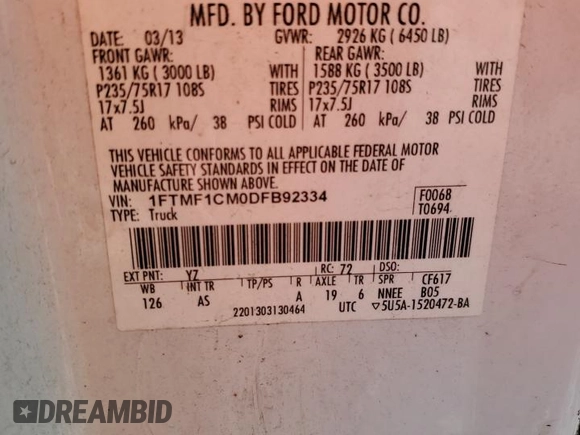 MFD. BY FORD MOTOR CO.
DATE: 03/13 GVWR: 2926 KG ( 6450 LB)
FRONT GAWR: REAR GAWR:
1361 KG ( 3000 LB) WITH 1588 KG ( 3500 LB) WITH
P235/75R17 108S TIRES P235/75R17 108S TIRES
17x7.5J RIMS 17x7.5J RIMS
AT 260 kPa/ 38 PSI COLD AT 260 kPa/ 38 PSI COLD
THIS VEHICLE CONFORMS TO ALL APPLICABLE FEDERAL MOTOR
VEHICLE SAFETY STANDARDS IN EFFECT ON THE DATE OF
MANUFACTURE SHOWN ABOVE.
VIN: 1FTMF1CM0DFB92334 F0068
TYPE: Truck T0694
EXT PNT: YZ RC: 72 DSO:
WB INT TR TP/PS R AXLE TR SPR CF617
126 AS A 19 6 NNEE B05
2201303130464 UTC ▽5U5A-1520472-BA
DREAMBID